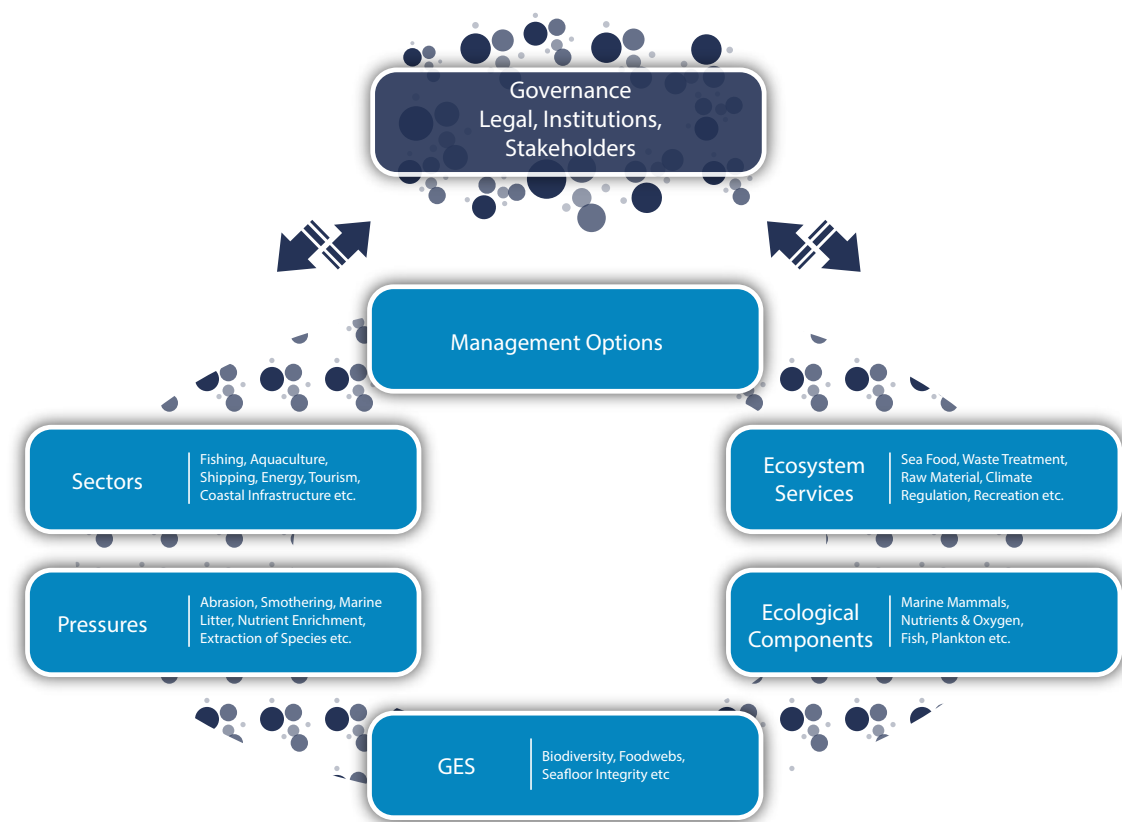 Governance
Legal, Institutions,
Stakeholders
Management Options
Sectors
Fishing, Aquaculture,
Shipping, Energy, Tourism,
Coastal Infrastructure etc.
Ecosystem
Services
Sea Food, Waste Treatment,
Raw Material, Climate
Regulation, Recreation etc.
Pressures
Abrasion, Smothering, Marine
Litter, Nutrient Enrichment,
Extraction of Species etc.
Ecological
Components
Marine Mammals,
Nutrients & Oxygen,
Fish, Plankton etc.
GES
Biodiversity, Foodwebs,
Seafloor Integrity etc